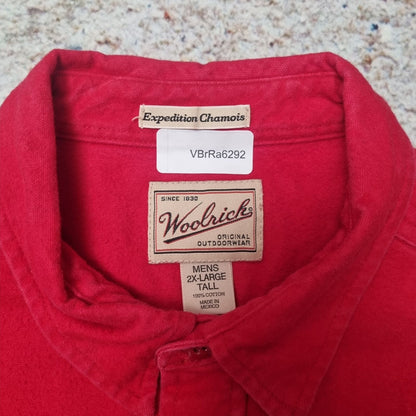 Expedition Chamois
VBrRa6292
SINCE 1830
Woolrich®
ORIGINAL
OUTDOORWEAR
MENS
2X-LARGE
TALL
100% COTTON
MADE IN
MEXICO